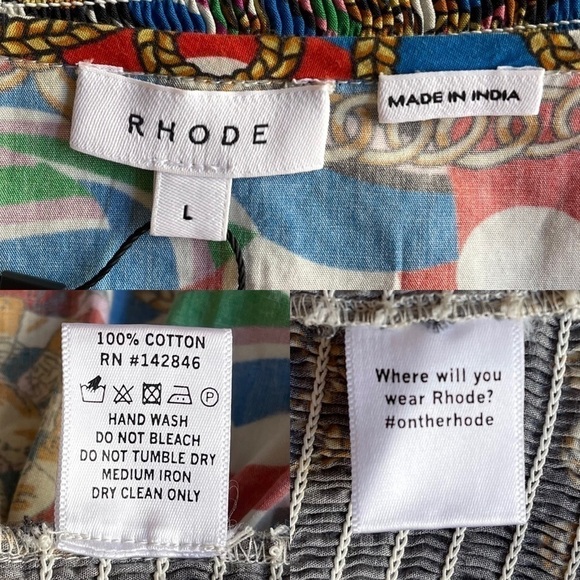 RHODE
MADE IN INDIA
L
100% COTTON
RN #142846
P
HAND WASH
DO NOT BLEACH
DO NOT TUMBLE DRY
MEDIUM IRON
DRY CLEAN ONLY
Where will you
wear Rhode?
#ontherhode